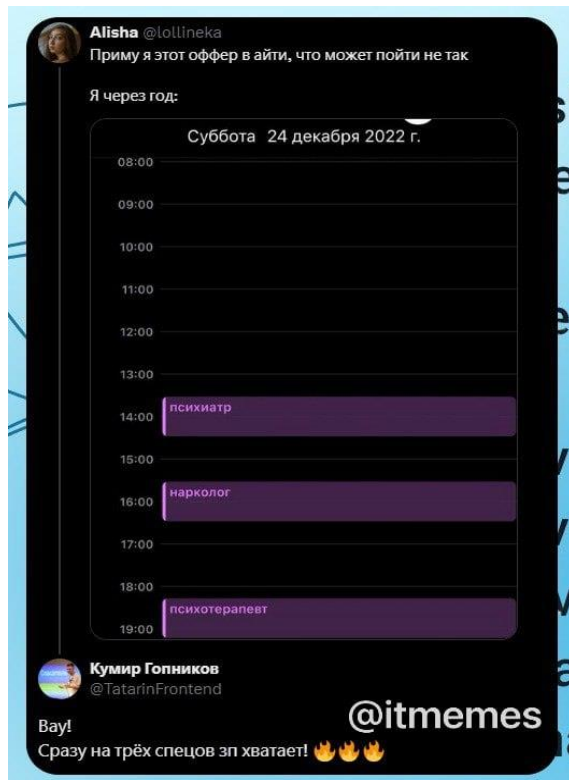 Alisha @lollineka
Приму я этот оффер в айти, что может пойти не так
Я через год:
Суббота 24 декабря 2022 г.
08:00
09:00
10:00
11:00
12:00
13:00
психиатр
14:00
15:00
нарколог
16:00
17:00
18:00
психотерапевт
19:00
Кумир Гопников
@TatarinFrontend
@itmemes
Вау!
Сразу на трёх спецов зп хватает! 🔥🔥🔥